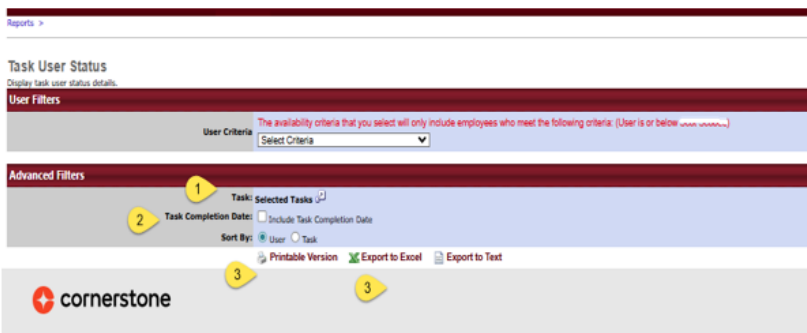 Reports >
Task User Status
Display task user status details.
User Filters
The availability criteria that you select will only include employees who meet the following criteria: (User is or below
User Criteria Select Criteria
Advanced Filters
1
Task: Selected Tasks
2 Task Completion Date: Include Task Completion Date
Sort By: User Task
Printable Version Export to Excel Export to Text
3 3
cornerstone